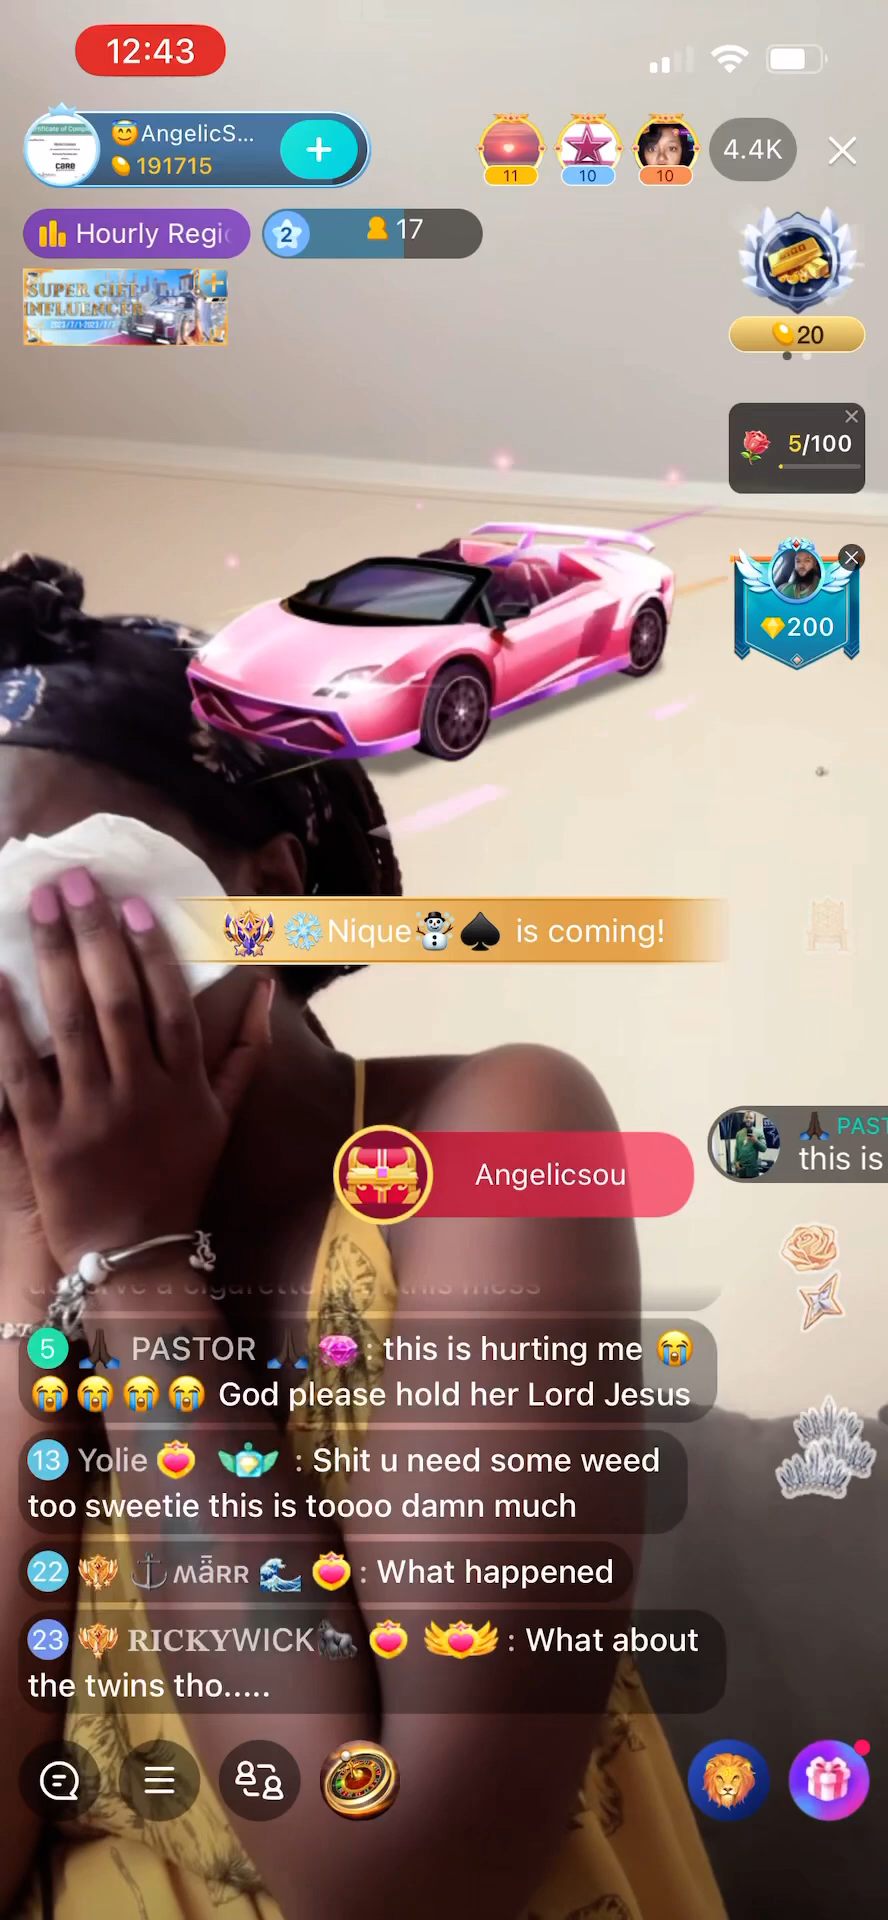 12:43
😇AngelicS...
191715
11
10
10
4.4K
Hourly Regi
2
17
SUPER GIFT
INFLUENCER
20
5/100
200
❄️Nique☃️♠️ is coming!
🙏🏿 PAST
this is
Angelicsou
5 🙏🏿 PASTOR 🙏🏿 : this is hurting me 😭
😭😭😭😭 God please hold her Lord Jesus
13 Yolie : Shit u need some weed
too sweetie this is toooo damn much
22 ⚓ ʍǟʀʀ 🌊 : What happened
23 𝐑𝐈𝐂𝐊𝐘WICK🦍 : What about
the twins tho.....